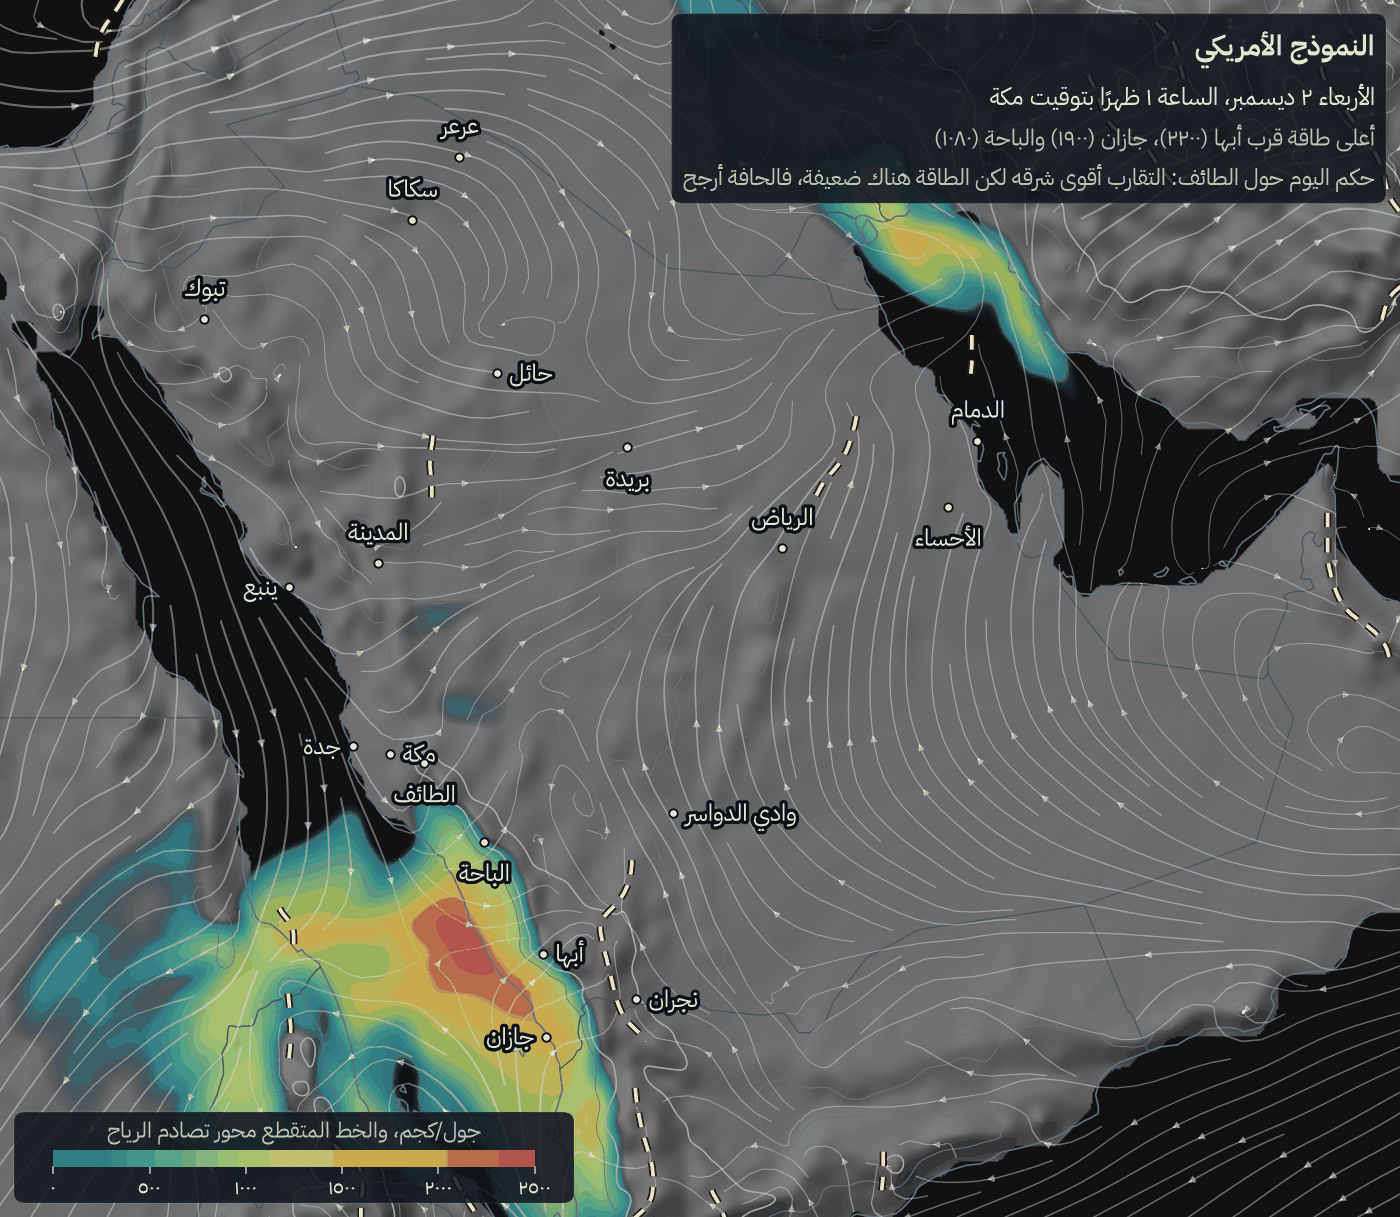 النموذج الأمريكي
الأربعاء ٢ ديسمبر، الساعة ١ ظهرًا بتوقيت مكة
أعلى طاقة قرب أبها (٢٢٠٠)، جازان (١٩٠٠) والباحة (١٠٨٠)
حكم اليوم حول الطائف: التقارب أقوى شرقه لكن الطاقة هناك ضعيفة، فالحافة أرجح
عرعر
سكاكا
تبوك
حائل
الدمام
بريدة
الرياض
الأحساء
المدينة
ينبع
جدة
مكة
الطائف
وادي الدواسر
الباحة
أبها
نجران
جازان
جول/كجم، والخط المتقطع محور تصادم الرياح
٠ ٥٠٠ ١٠٠٠ ١٥٠٠ ٢٠٠٠ ٢٥٠٠